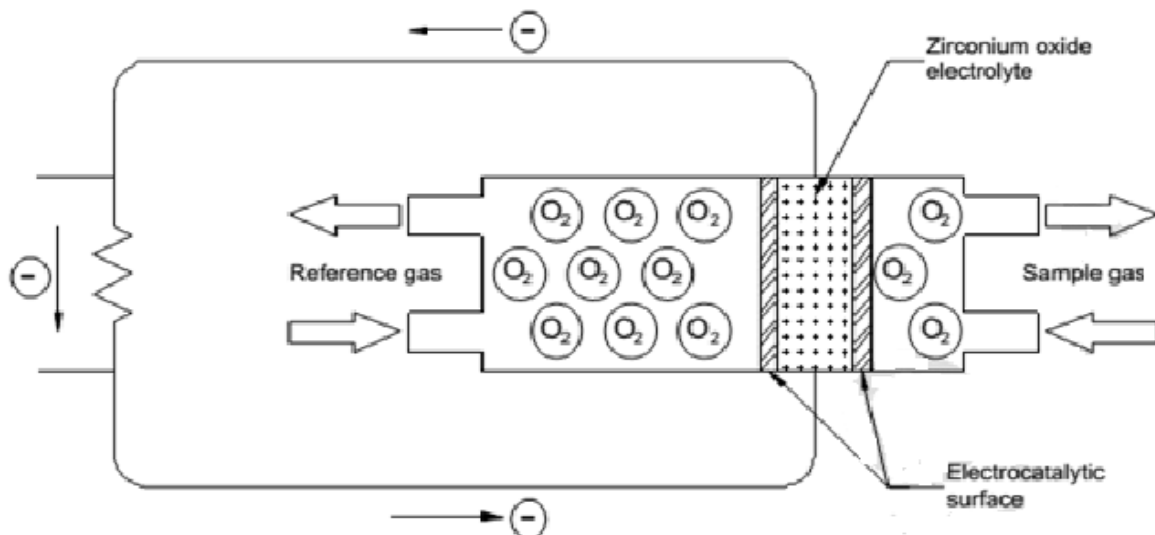 −
Zirconium oxide
electrolyte
O₂ O₂ O₂ O₂
−
Reference gas
O₂ O₂ O₂ O₂
Sample gas
O₂ O₂ O₂ O₂
Electrocatalytic
surface
−